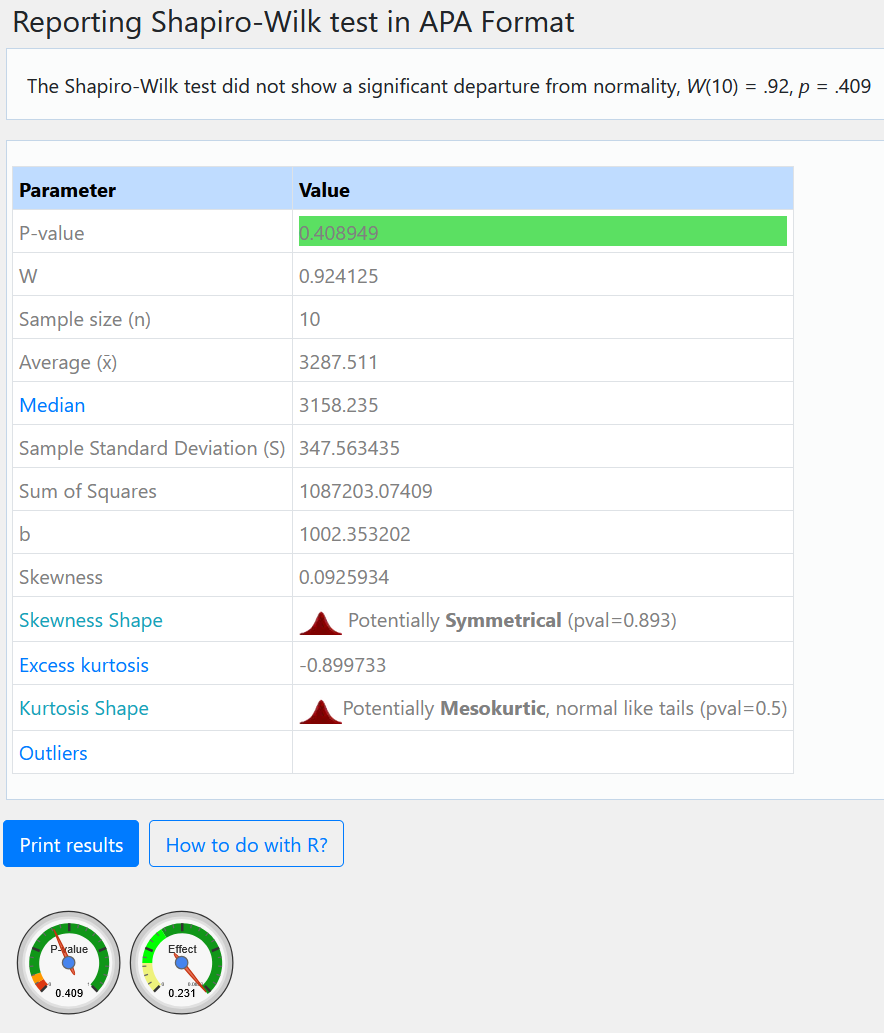 Reporting Shapiro-Wilk test in APA Format
The Shapiro-Wilk test did not show a significant departure from normality, W(10) = .92, p = .409
Parameter Value
P-value 0.408949
W 0.924125
Sample size (n) 10
Average (x̄) 3287.511
Median 3158.235
Sample Standard Deviation (S) 347.563435
Sum of Squares 1087203.07409
b 1002.353202
Skewness 0.0925934
Skewness Shape Potentially Symmetrical (pval=0.893)
Excess kurtosis -0.899733
Kurtosis Shape Potentially Mesokurtic, normal like tails (pval=0.5)
Outliers
Print results How to do with R?
P-value Effect
0.409 0.231